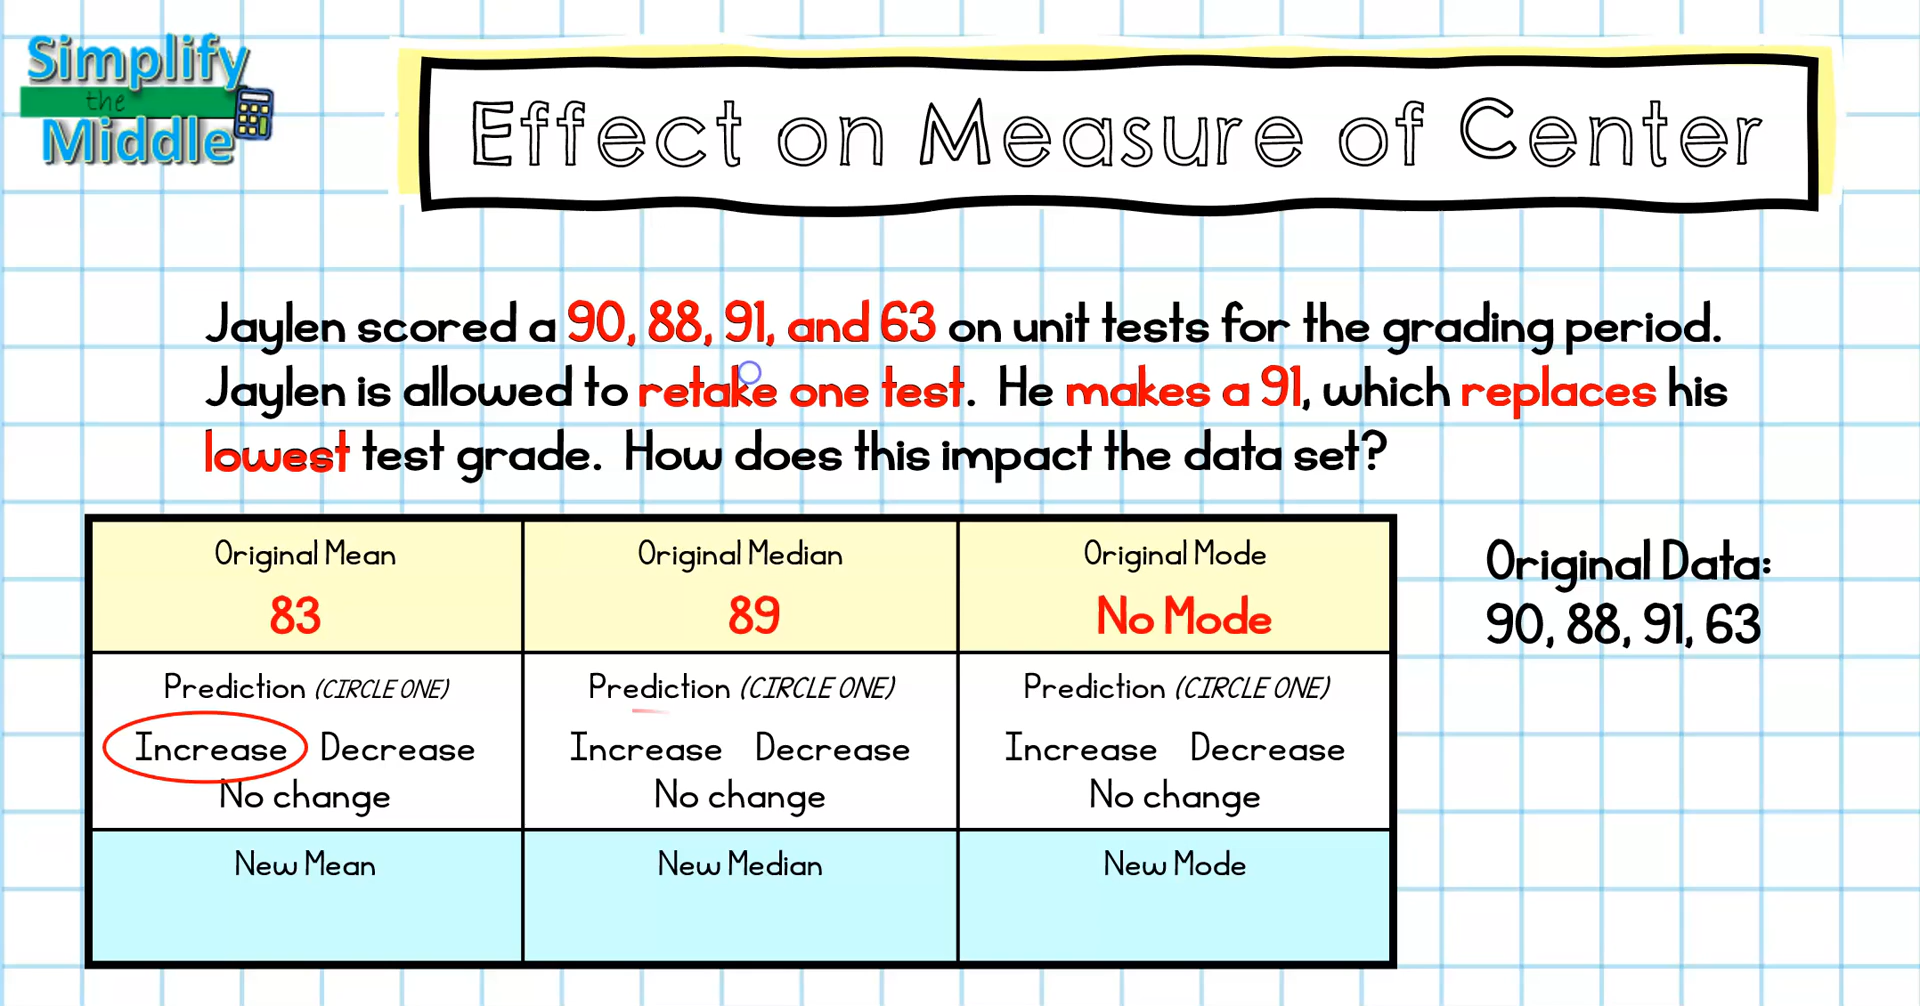 Simplify
the
Middle
Effect on Measure of Center
Jaylen scored a 90, 88, 91, and 63 on unit tests for the grading period.
Jaylen is allowed to retake one test. He makes a 91, which replaces his
lowest test grade. How does this impact the data set?
Original Mean
83
Original Median
89
Original Mode
No Mode
Original Data:
90, 88, 91, 63
Prediction (CIRCLE ONE)
Increase Decrease
No change
Prediction (CIRCLE ONE)
Increase Decrease
No change
Prediction (CIRCLE ONE)
Increase Decrease
No change
New Mean
New Median
New Mode